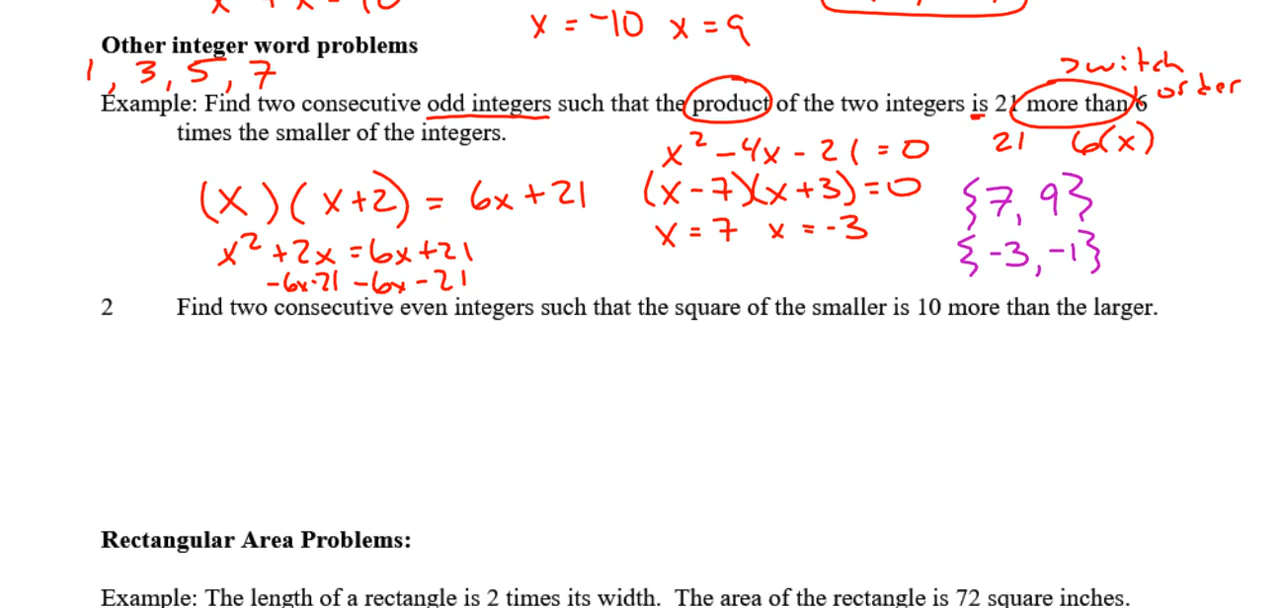 x = -10 x = 9
Other integer word problems
1, 3, 5, 7
switch order
Example: Find two consecutive odd integers such that the product of the two integers is 21 more than 6
times the smaller of the integers.
21 6(x)
x² - 4x - 21 = 0
(x)(x+2) = 6x+21
(x-7)(x+3)=0
{7, 9}
x² + 2x = 6x+21
x = 7 x = -3
{-3, -1}
-6x-21 -6x-21
2 Find two consecutive even integers such that the square of the smaller is 10 more than the larger.
Rectangular Area Problems:
Example: The length of a rectangle is 2 times its width. The area of the rectangle is 72 square inches.